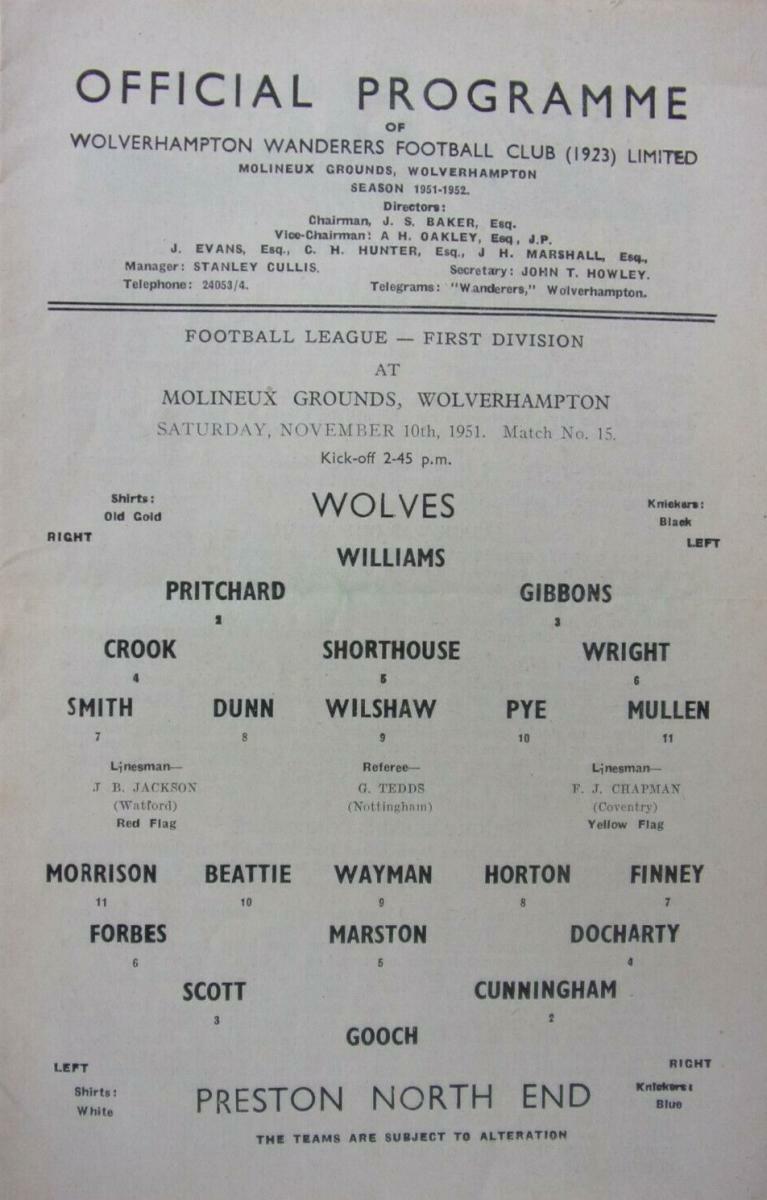 OFFICIAL PROGRAMME
OF
WOLVERHAMPTON WANDERERS FOOTBALL CLUB (1923) LIMITED
MOLINEUX GROUNDS, WOLVERHAMPTON
SEASON 1951-1952.
Directors:
Chairman, J. S. BAKER, Esq.
Vice-Chairman: A H. OAKLEY, Esq, J.P.
J. EVANS, Esq., C. H. HUNTER, Esq., J H. MARSHALL, Esq.,
Manager: STANLEY CULLIS. Secretary: JOHN T. HOWLEY.
Telephone: 24053/4. Telegrams: "Wanderers," Wolverhampton.
FOOTBALL LEAGUE — FIRST DIVISION
AT
MOLINEUX GROUNDS, WOLVERHAMPTON
SATURDAY, NOVEMBER 10th, 1951. Match No. 15.
Kick-off 2-45 p.m.
Shirts: WOLVES Knickers:
Old Gold Black
RIGHT LEFT
WILLIAMS
PRITCHARD GIBBONS
2 3
CROOK SHORTHOUSE WRIGHT
4 5 6
SMITH DUNN WILSHAW PYE MULLEN
7 8 9 10 11
Linesman— Referee— Linesman—
J B. JACKSON G. TEDDS F. J. CHAPMAN
(Watford) (Nottingham) (Coventry)
Red Flag Yellow Flag
MORRISON BEATTIE WAYMAN HORTON FINNEY
11 10 9 8 7
FORBES MARSTON DOCHARTY
6 5 4
SCOTT CUNNINGHAM
3 2
GOOCH
LEFT RIGHT
Shirts: PRESTON NORTH END Knickers:
White Blue
THE TEAMS ARE SUBJECT TO ALTERATION